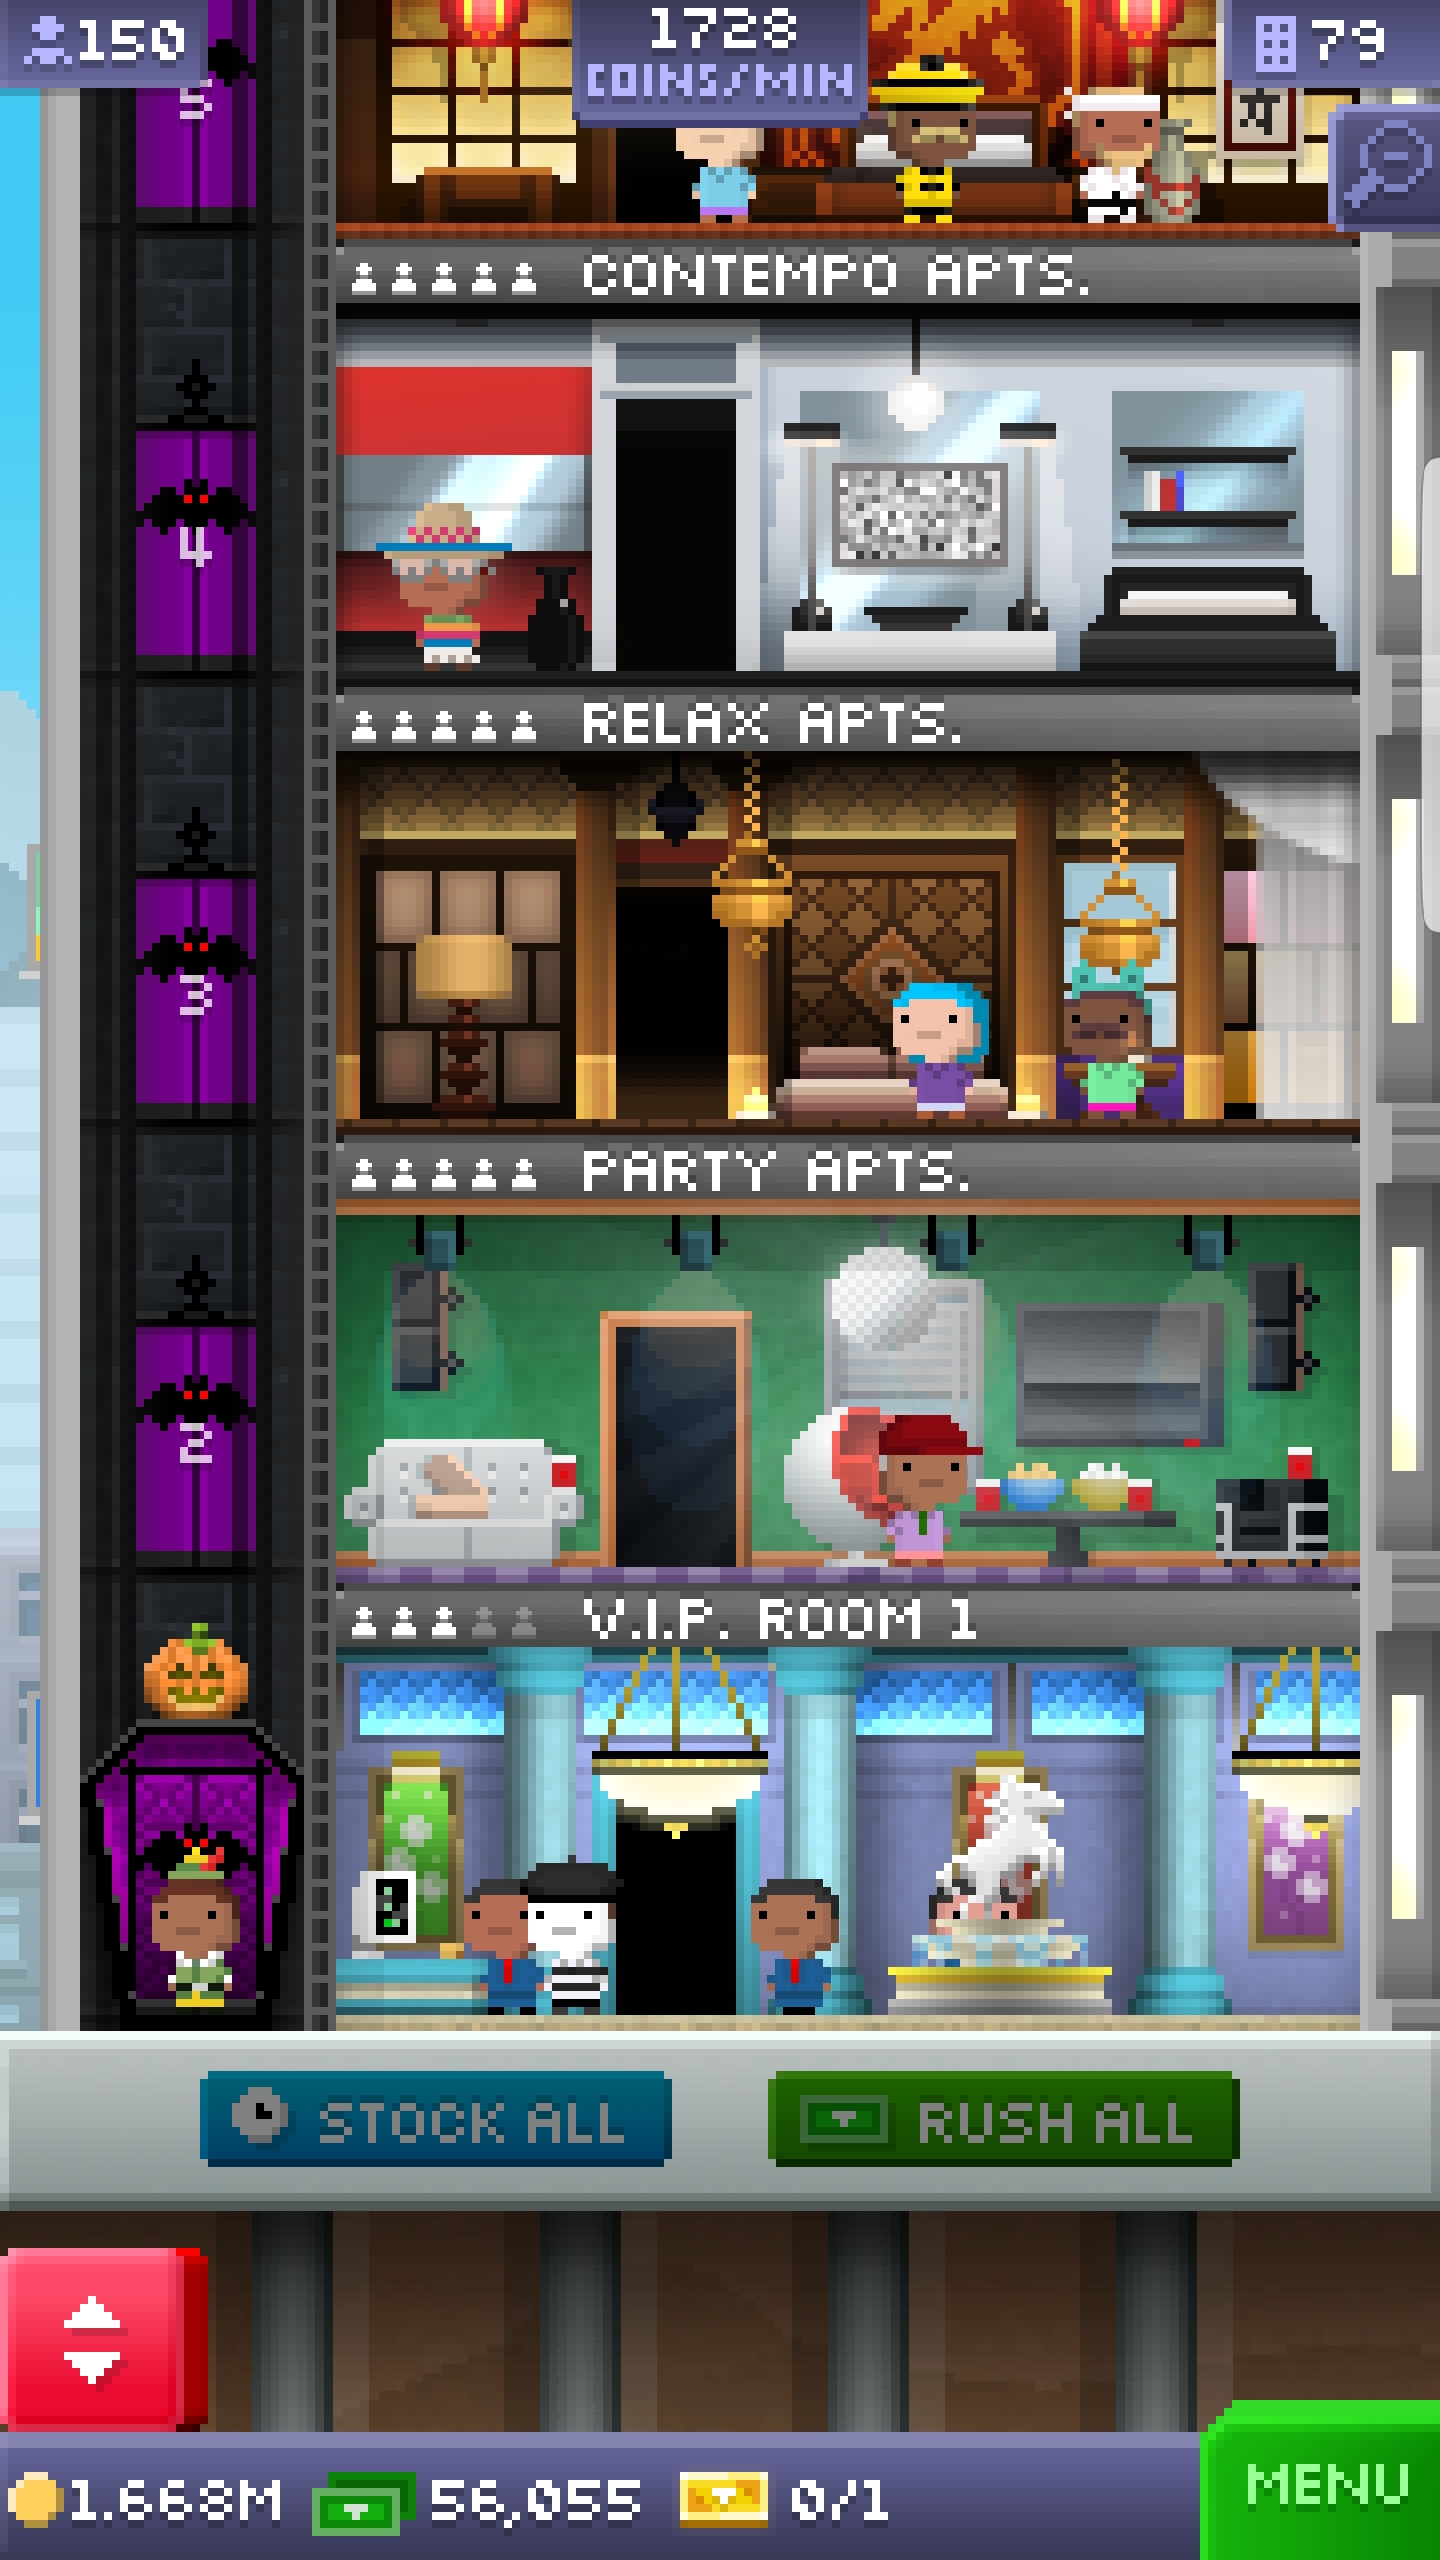 150
1728
COINS/MIN
79
5
CONTEMPO APTS.
4
RELAX APTS.
3
PARTY APTS.
2
V.I.P. ROOM 1
STOCK ALL
RUSH ALL
1.668M
56,055
0/1
MENU